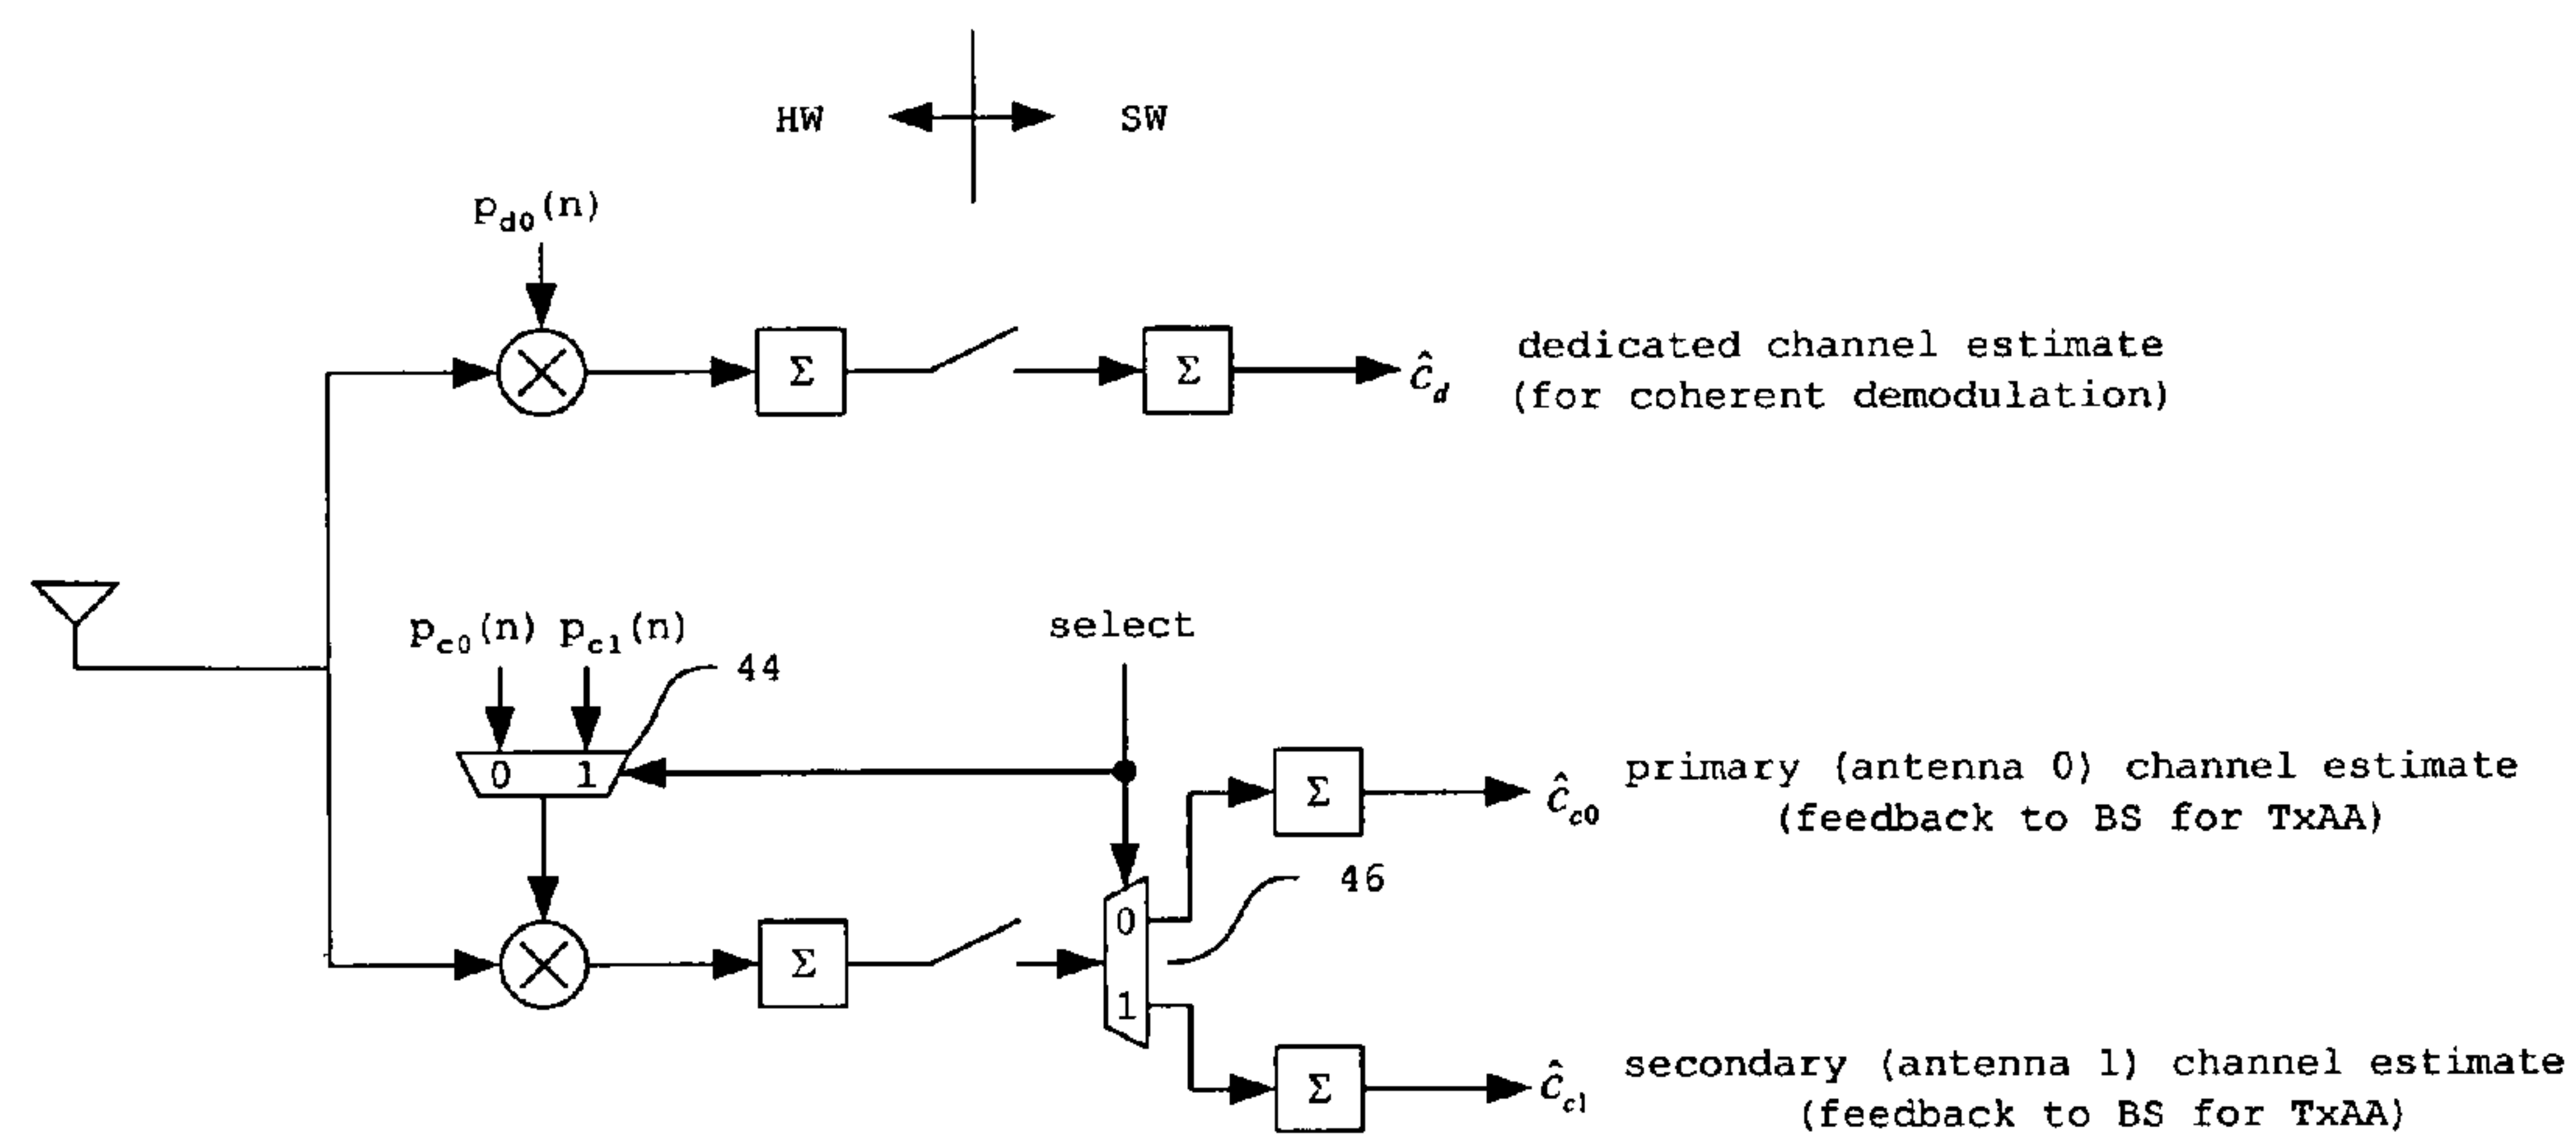 HW SW
p_d0(n)
Σ Σ ĉ_d
dedicated channel estimate
(for coherent demodulation)
p_c0(n) p_c1(n)
select
44
0 1
Σ ĉ_c0
primary (antenna 0) channel estimate
(feedback to BS for TxAA)
46
0
Σ
1
Σ ĉ_c1
secondary (antenna 1) channel estimate
(feedback to BS for TxAA)